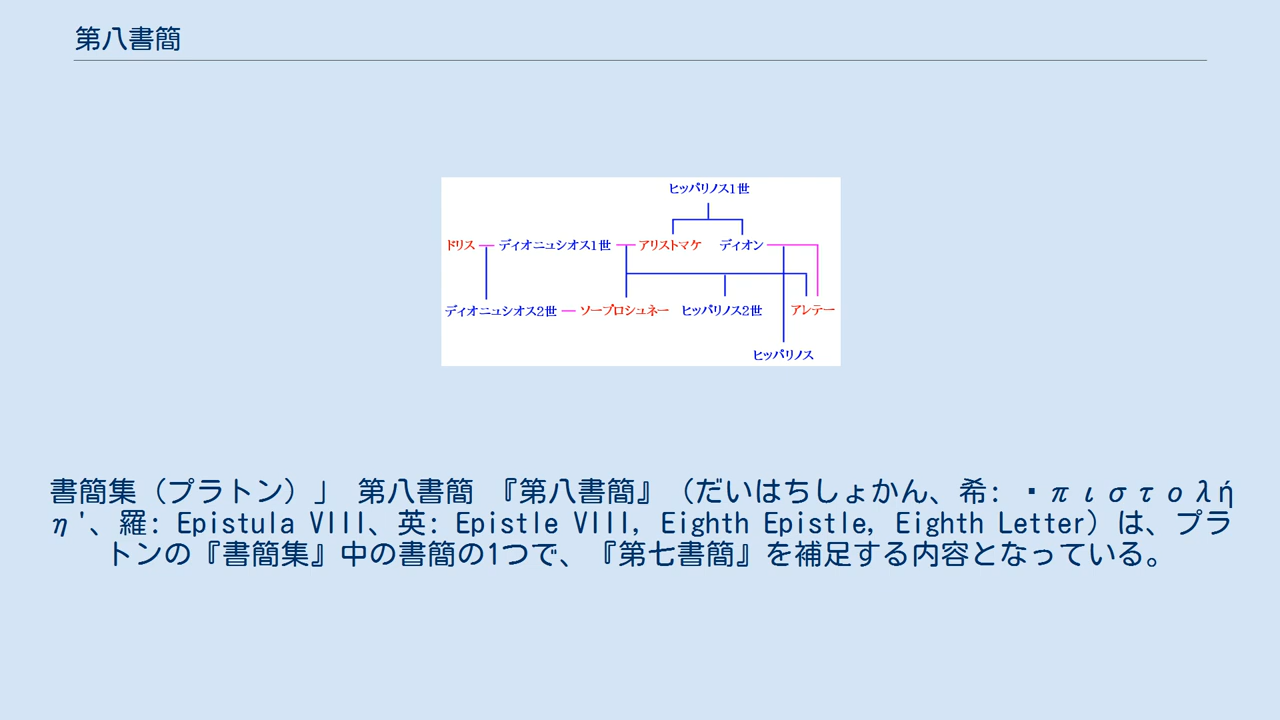 第八書簡
ヒッパリノス1世
ドリス ディオニュシオス1世 アリストマケ ディオン
ディオニュシオス2世 ソープロシュネー ヒッパリノス2世 アレテー
ヒッパリノス
書簡集（プラトン）」 第八書簡 『第八書簡』（だいはちしょかん、希: πιστολή
η'、羅: Epistula VIII、英: Epistle VIII, Eighth Epistle, Eighth Letter）は、プラ
トンの『書簡集』中の書簡の1つで、『第七書簡』を補足する内容となっている。